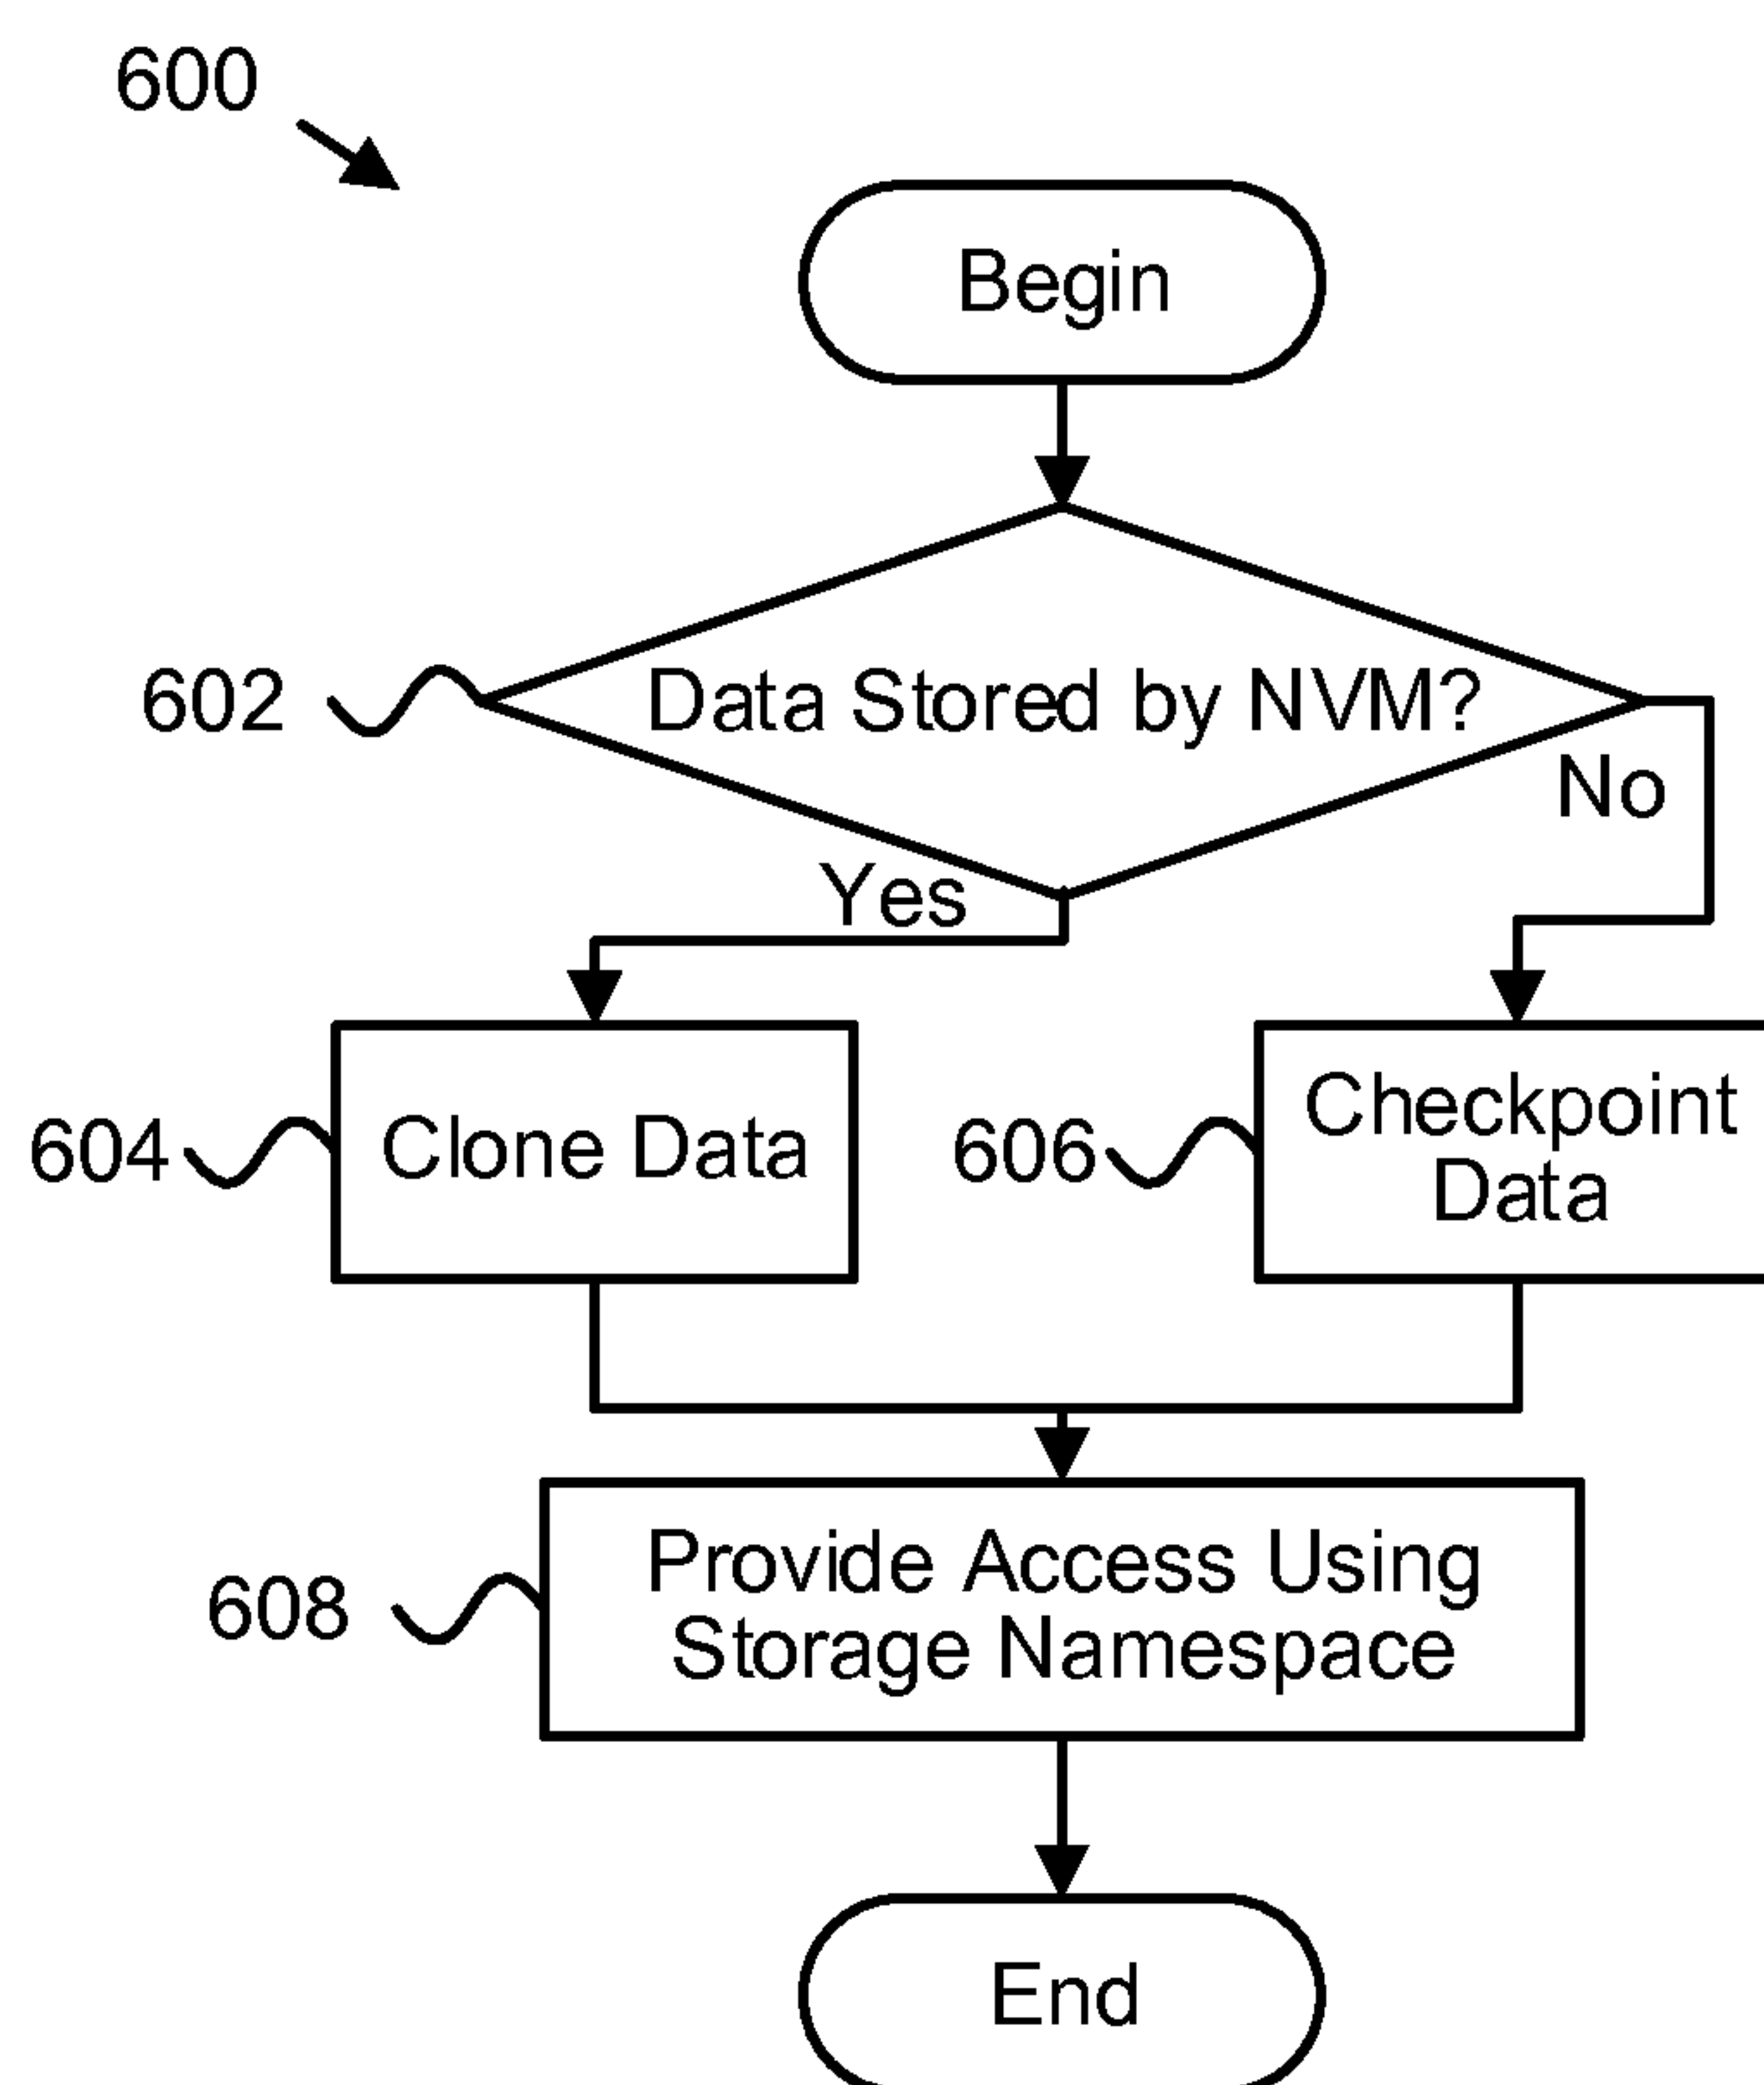 600
Begin
602
Data Stored by NVM?
No
Yes
604
Clone Data
606
Checkpoint
Data
608
Provide Access Using
Storage Namespace
End